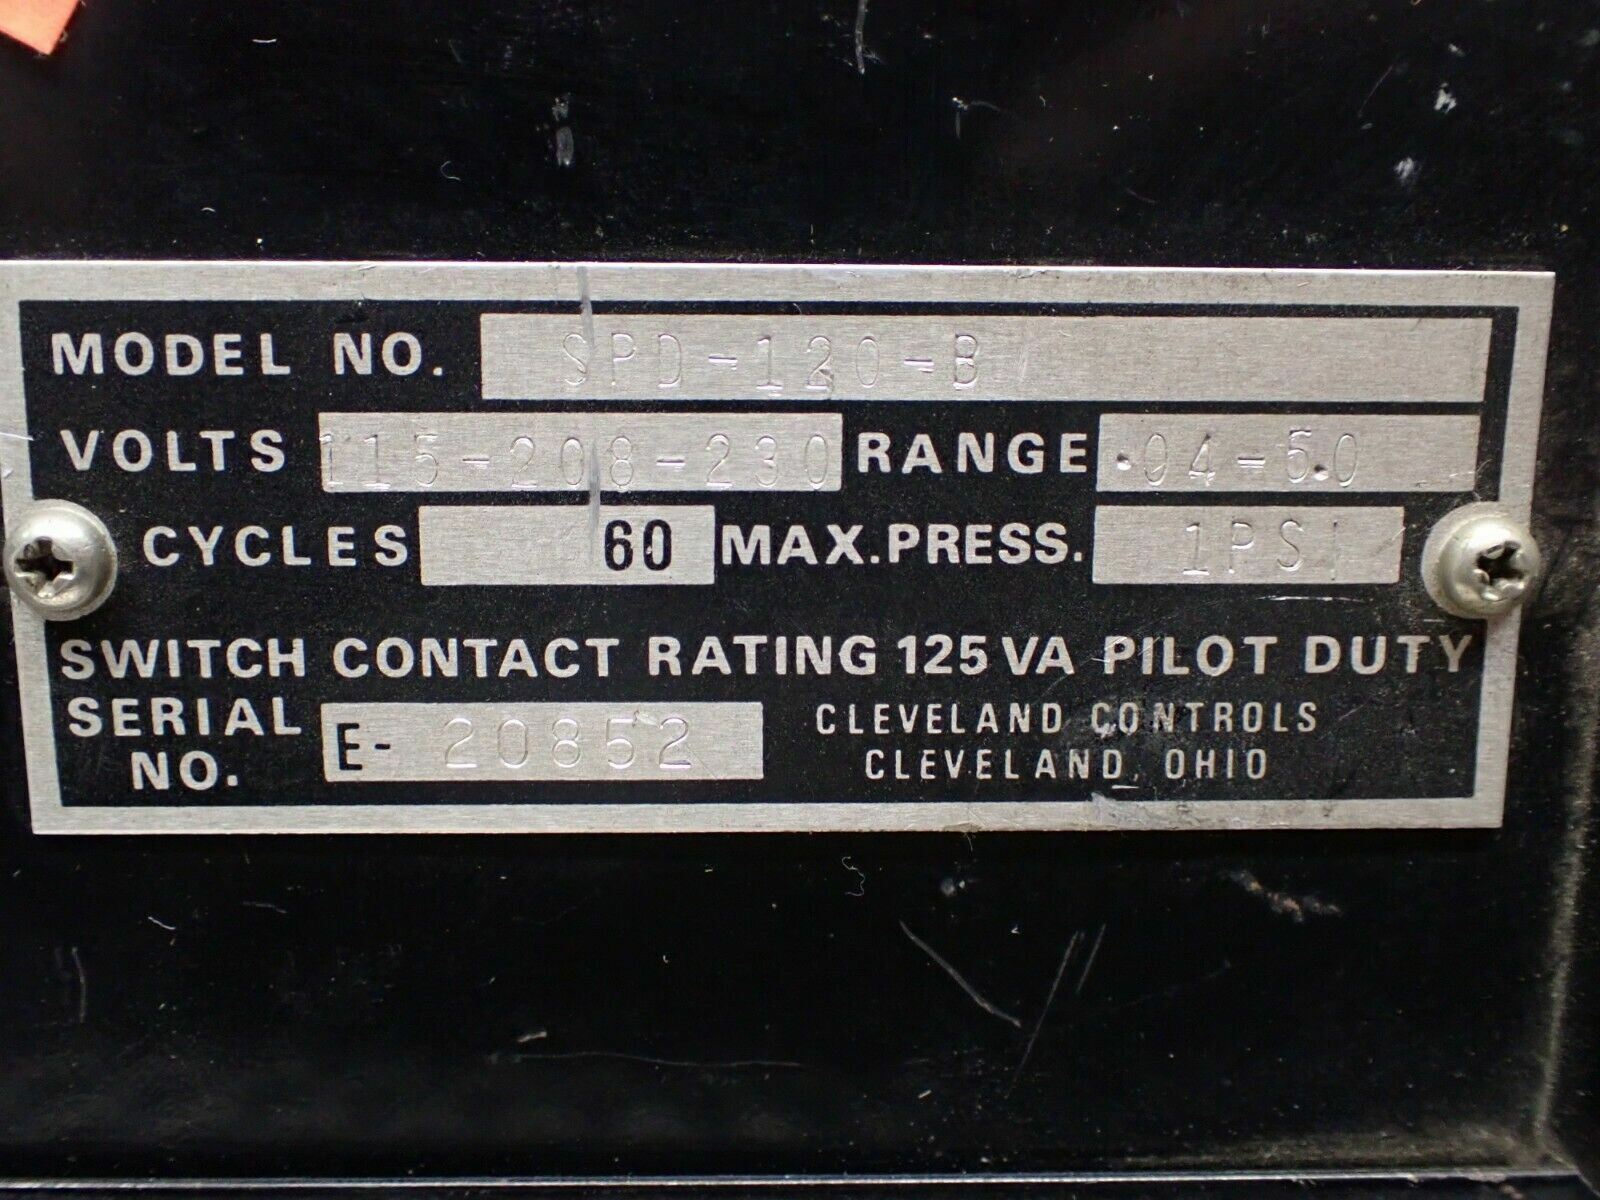 MODEL NO. SPD-120-B
VOLTS 115-208-230 RANGE .04-5.0
CYCLES 60 MAX.PRESS. 1PSI
SWITCH CONTACT RATING 125 VA PILOT DUTY
SERIAL NO. E- 20852
CLEVELAND CONTROLS
CLEVELAND, OHIO